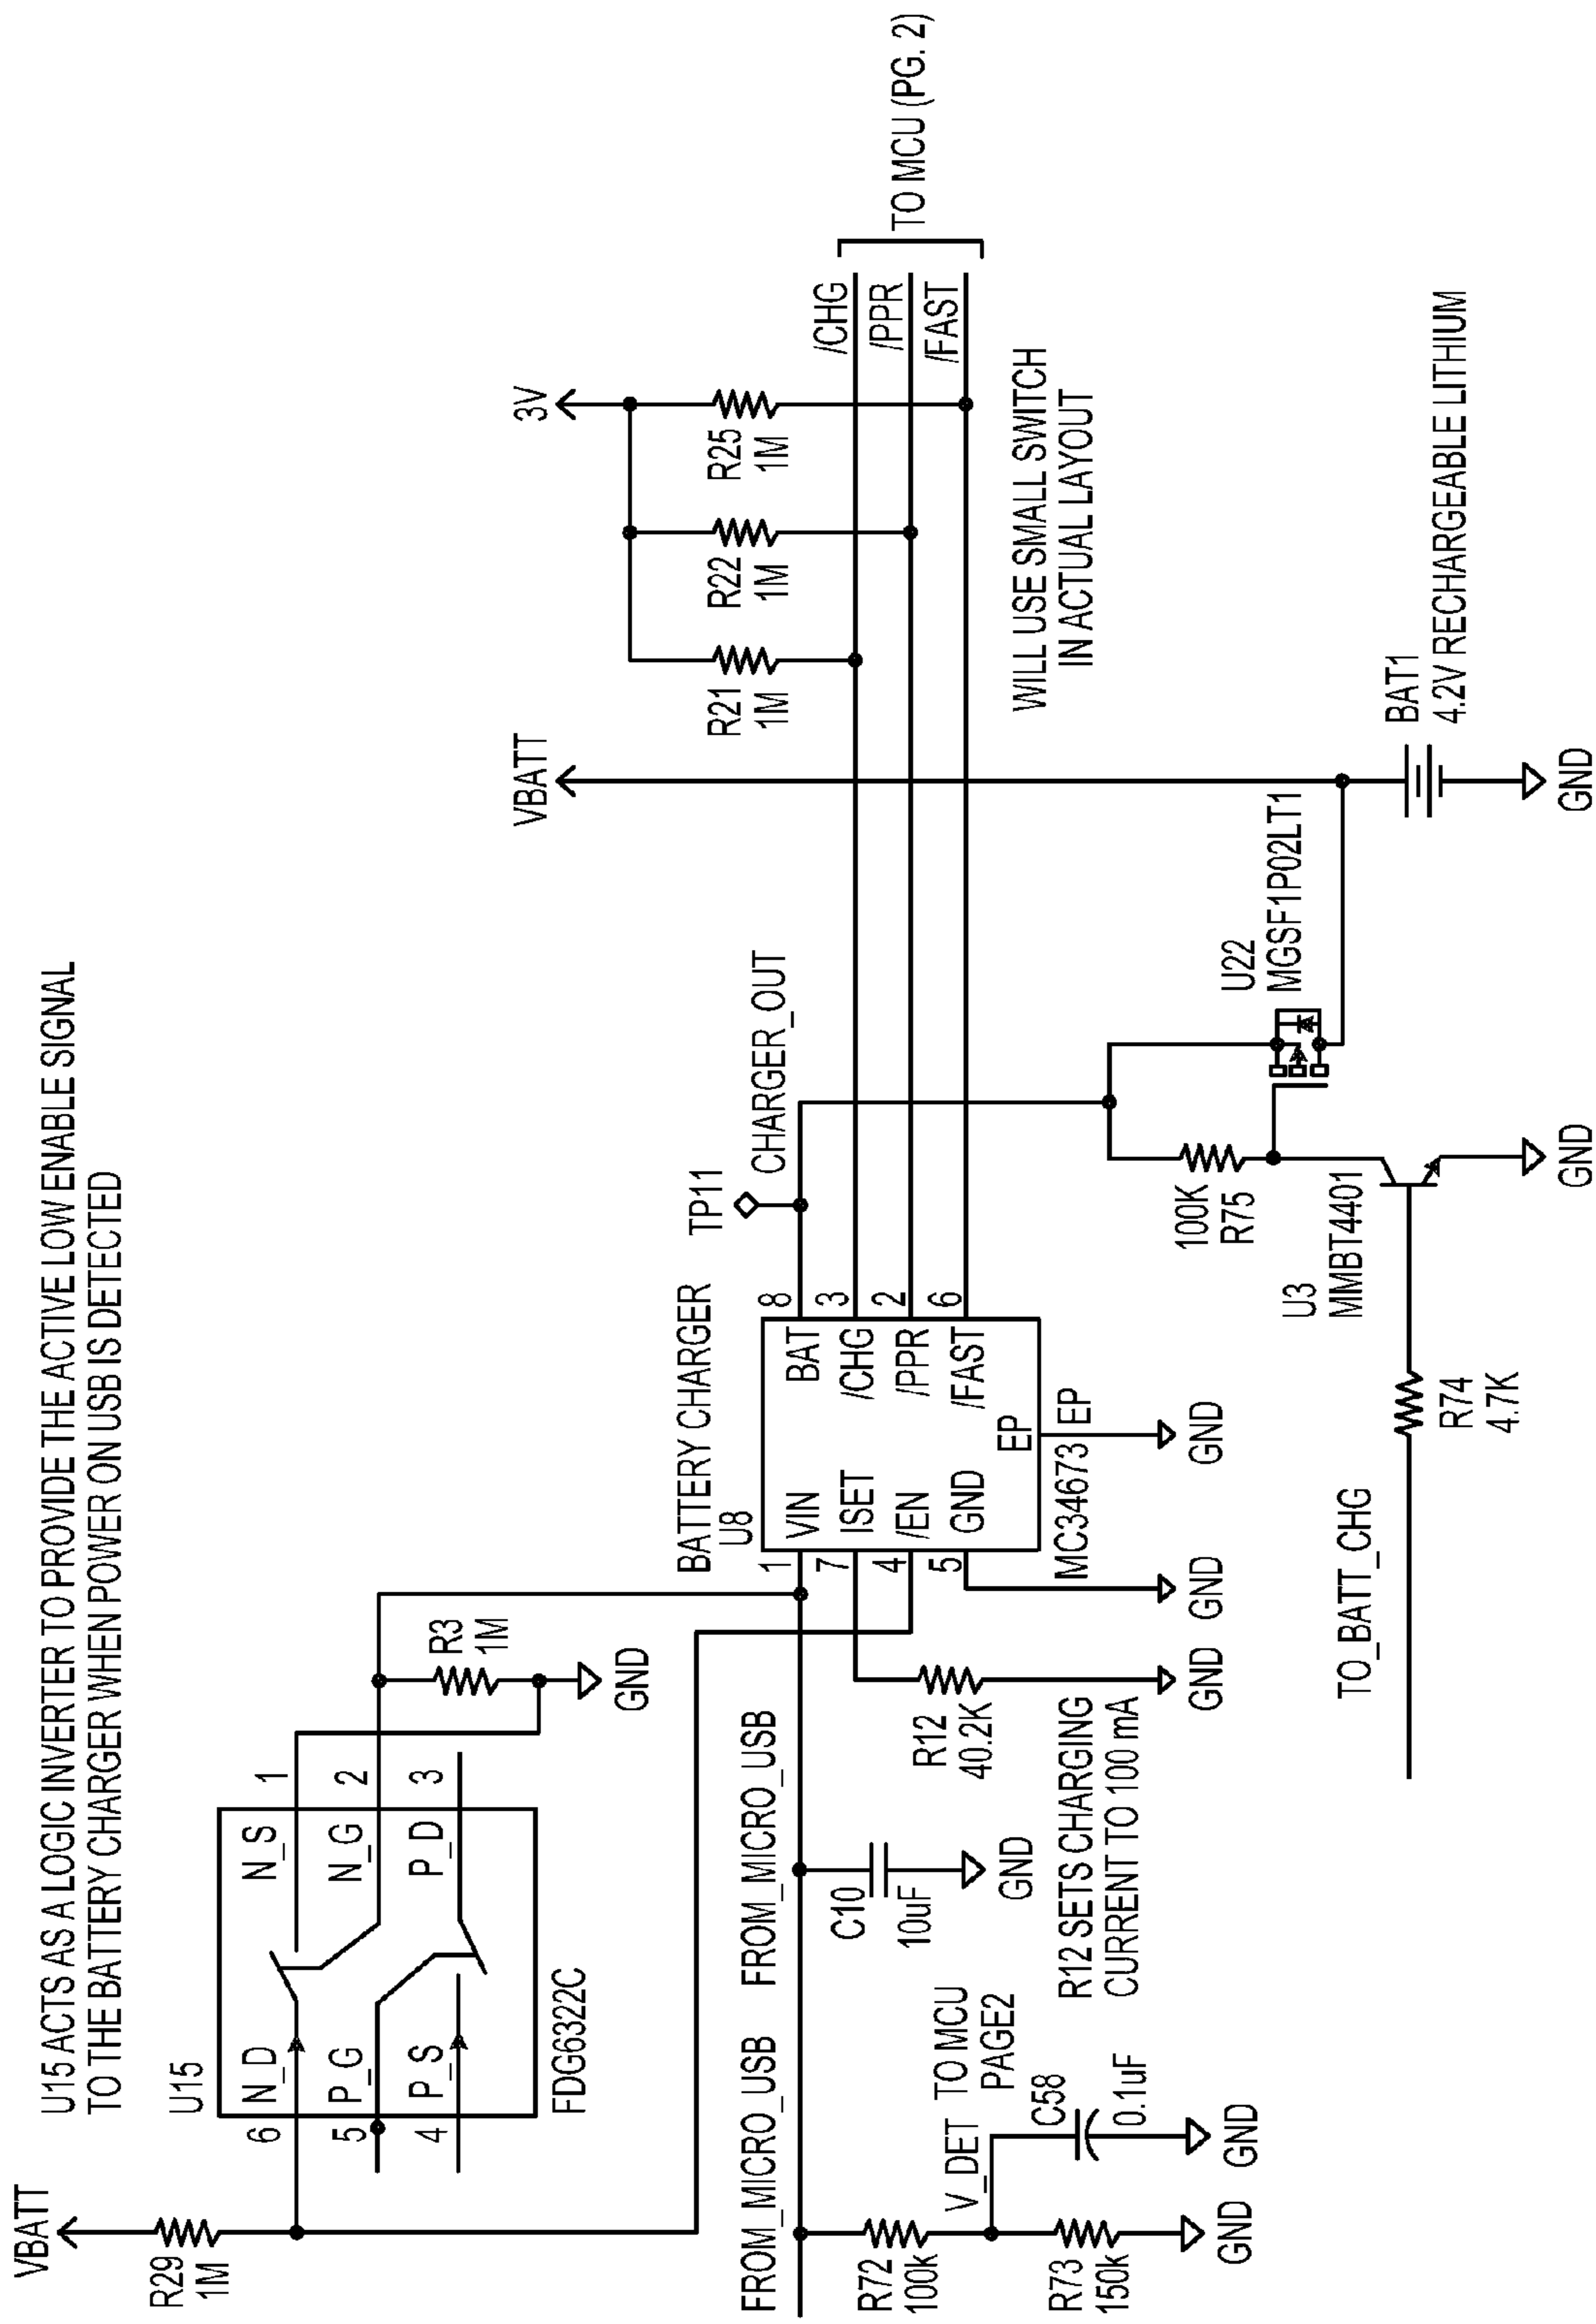 U15 ACTS AS A LOGIC INVERTER TO PROVIDE THE ACTIVE LOW ENABLE SIGNAL
TO THE BATTERY CHARGER WHEN POWER ON USB IS DETECTED
VBATT
R29
1M
U15
6
5
4
N_D
P_G
P_S
N_S
N_G
P_D
1
2
3
FDG6322C
R3
1M
GND
FROM_MICRO_USB
FROM_MICRO_USB
R72
100k
V_DET
TO MCU
PAGE2
R73
150k
GND
C58
0.1uF
GND
C10
10uF
GND
R12
40.2K
GND
R12 SETS CHARGING
CURRENT TO 100 mA
GND
BATTERY CHARGER
U8
1
7
4
5
VIN
ISET
/EN
GND
BAT
/CHG
/PPR
/FAST
EP
8
3
2
6
MC34673
EP
GND
TP11
CHARGER_OUT
VBATT
3V
R21
1M
R22
1M
R25
1M
/CHG
/PPR
/FAST
TO MCU (PG. 2)
WILL USE SMALL SWITCH
IN ACTUAL LAYOUT
TO_BATT_CHG
R74
4.7K
100K
R75
U3
MMBT4401
GND
U22
MGSF1P02LT1
BAT1
4.2V RECHARGEABLE LITHIUM
GND